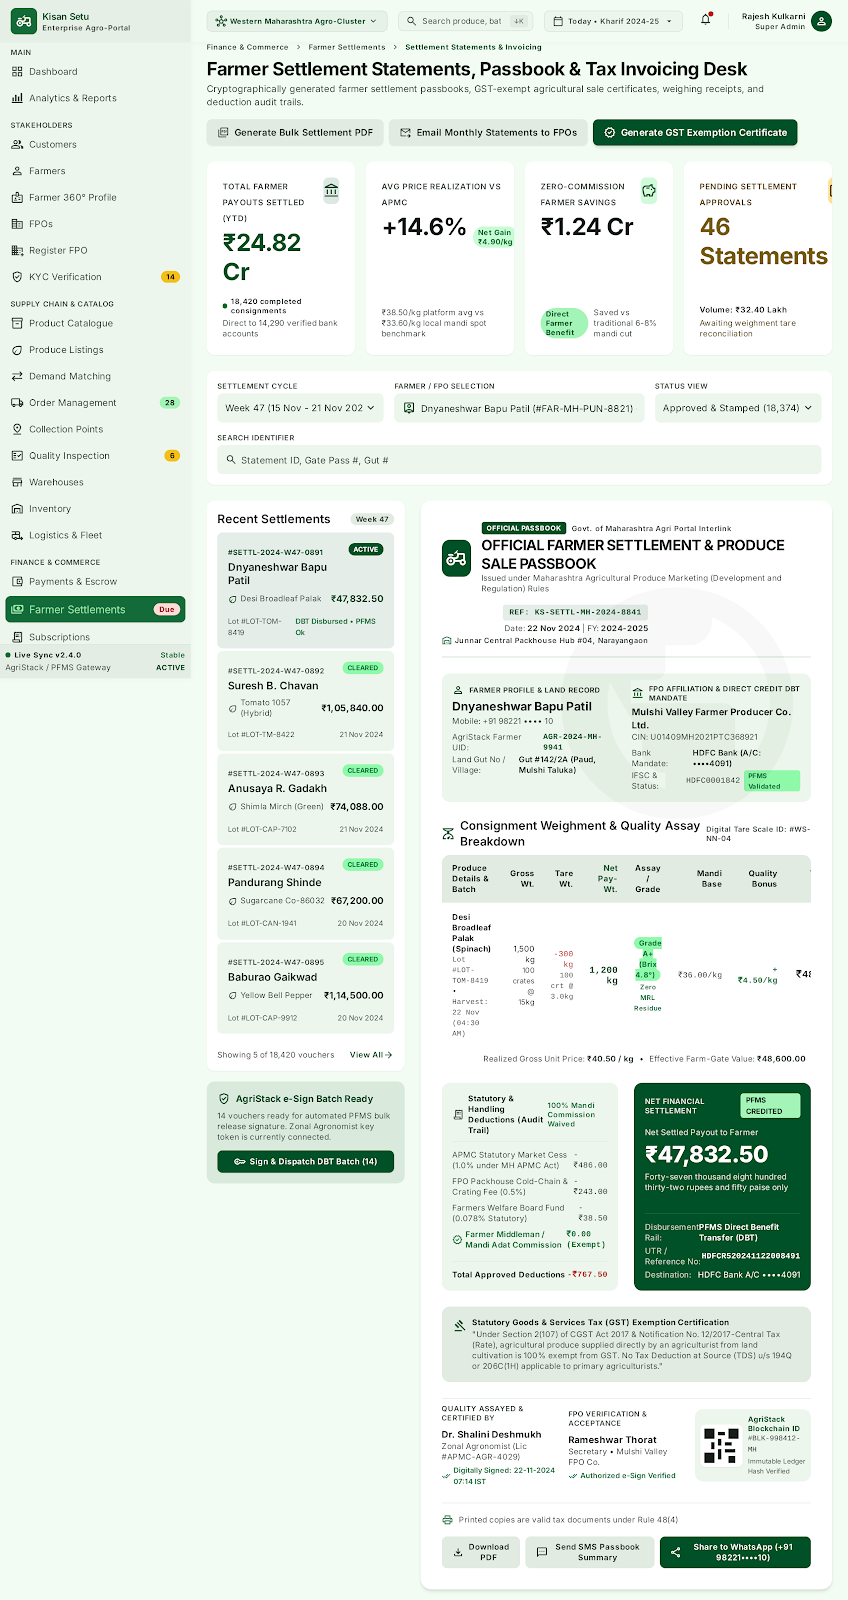 Kisan Setu
Enterprise Agro-Portal
MAIN
Dashboard
Analytics & Reports
STAKEHOLDERS
Customers
Farmers
Farmer 360° Profile
FPOs
Register FPO
KYC Verification 14
SUPPLY CHAIN & CATALOG
Product Catalogue
Produce Listings
Demand Matching
Order Management 28
Collection Points
Quality Inspection 6
Warehouses
Inventory
Logistics & Fleet
FINANCE & COMMERCE
Payments & Escrow
Farmer Settlements Due
Subscriptions
Live Sync v2.4.0 Stable
AgriStack / PFMS Gateway ACTIVE
Western Maharashtra Agro-Cluster
Search produce, bat ↓K
Today • Kharif 2024-25
Rajesh Kulkarni
Super Admin
Finance & Commerce > Farmer Settlements > Settlement Statements & Invoicing
Farmer Settlement Statements, Passbook & Tax Invoicing Desk
Cryptographically generated farmer settlement passbooks, GST-exempt agricultural sale certificates, weighing receipts, and
deduction audit trails.
Generate Bulk Settlement PDF
Email Monthly Statements to FPOs
Generate GST Exemption Certificate
TOTAL FARMER
PAYOUTS SETTLED
(YTD)
₹24.82
Cr
18,420 completed
consignments
Direct to 14,290 verified bank
accounts
AVG PRICE REALIZATION VS
APMC
+14.6%
Net Gain
₹4.90/kg
₹38.50/kg platform avg vs
₹33.60/kg local mandi spot
benchmark
ZERO-COMMISSION
FARMER SAVINGS
₹1.24 Cr
Direct
Farmer
Benefit
Saved vs
traditional 6-8%
mandi cut
PENDING SETTLEMENT
APPROVALS
46
Statements
Volume: ₹32.40 Lakh
Awaiting weighment tare
reconciliation
SETTLEMENT CYCLE
Week 47 (15 Nov - 21 Nov 202
FARMER / FPO SELECTION
Dnyaneshwar Bapu Patil (#FAR-MH-PUN-8821)
STATUS VIEW
Approved & Stamped (18,374)
SEARCH IDENTIFIER
Statement ID, Gate Pass #, Gut #
Recent Settlements Week 47
#SETTL-2024-W47-0891 ACTIVE
Dnyaneshwar Bapu
Patil
Desi Broadleaf Palak ₹47,832.50
Lot #LOT-TOM-
8419
DBT Disbursed • PFMS
Ok
#SETTL-2024-W47-0892 CLEARED
Suresh B. Chavan
Tomato 1057
(Hybrid)
₹1,05,840.00
Lot #LOT-TM-8422 21 Nov 2024
#SETTL-2024-W47-0893 CLEARED
Anusaya R. Gadakh
Shimla Mirch (Green) ₹74,088.00
Lot #LOT-CAP-7102 21 Nov 2024
#SETTL-2024-W47-0894 CLEARED
Pandurang Shinde
Sugarcane Co-86032 ₹67,200.00
Lot #LOT-CAN-1941 20 Nov 2024
#SETTL-2024-W47-0895 CLEARED
Baburao Gaikwad
Yellow Bell Pepper ₹1,14,500.00
Lot #LOT-CAP-9912 20 Nov 2024
Showing 5 of 18,420 vouchers View All →
AgriStack e-Sign Batch Ready
14 vouchers ready for automated PFMS bulk
release signature. Zonal Agronomist key
token is currently connected.
Sign & Dispatch DBT Batch (14)
OFFICIAL PASSBOOK Govt. of Maharashtra Agri Portal Interlink
OFFICIAL FARMER SETTLEMENT & PRODUCE
SALE PASSBOOK
Issued under Maharashtra Agricultural Produce Marketing (Development and
Regulation) Rules
REF: KS-SETTL-MH-2024-8841
Date: 22 Nov 2024 | FY: 2024-2025
Junnar Central Packhouse Hub #04, Narayangaon
FARMER PROFILE & LAND RECORD
Dnyaneshwar Bapu Patil
Mobile: +91 98221 •••• 10
AgriStack Farmer
UID:
AGR-2024-MH-
9941
Land Gut No /
Village:
Gut #142/2A (Paud,
Mulshi Taluka)
FPO AFFILIATION & DIRECT CREDIT DBT
MANDATE
Mulshi Valley Farmer Producer Co.
Ltd.
CIN: U01409MH2021PTC368921
Bank
Mandate:
HDFC Bank (A/C:
••••4091)
IFSC &
Status:
HDFC0001842
PFMS
Validated
Consignment Weighment & Quality Assay
Breakdown
Digital Tare Scale ID: #WS-
NN-04
Produce
Details &
Batch
Gross
Wt.
Tare
Wt.
Net
Pay-
Wt.
Assay
/
Grade
Mandi
Base
Quality
Bonus
Desi
Broadleaf
Palak
(Spinach)
Lot
#LOT-
TOM-8419
•
Harvest:
22 Nov
(04:30
AM)
1,500
kg
100
crates
@
15kg
-300
kg
100
crt @
3.0kg
1,200
kg
Grade
A+
(Brix
4.8°)
Zero
MRL
Residue
₹36.00/kg
+
₹4.50/kg
₹48
Realized Gross Unit Price: ₹40.50 / kg • Effective Farm-Gate Value: ₹48,600.00
Statutory &
Handling
Deductions (Audit
Trail)
100% Mandi
Commission
Waived
APMC Statutory Market Cess
(1.0% under MH APMC Act)
-
₹486.00
FPO Packhouse Cold-Chain &
Crating Fee (0.5%)
-
₹243.00
Farmers Welfare Board Fund
(0.078% Statutory)
-
₹38.50
Farmer Middleman /
Mandi Adat Commission
₹0.00
(Exempt)
Total Approved Deductions -₹767.50
NET FINANCIAL
SETTLEMENT
PFMS
CREDITED
Net Settled Payout to Farmer
₹47,832.50
Forty-seven thousand eight hundred
thirty-two rupees and fifty paise only
Disbursement
Rail:
PFMS Direct Benefit
Transfer (DBT)
UTR /
Reference No:
HDFCR520241122008491
Destination: HDFC Bank A/C ••••4091
Statutory Goods & Services Tax (GST) Exemption Certification
"Under Section 2(107) of CGST Act 2017 & Notification No. 12/2017-Central Tax
(Rate), agricultural produce supplied directly by an agriculturist from land
cultivation is 100% exempt from GST. No Tax Deduction at Source (TDS) u/s 194Q
or 206C(1H) applicable to primary agriculturists."
QUALITY ASSAYED &
CERTIFIED BY
Dr. Shalini Deshmukh
Zonal Agronomist (Lic
#APMC-AGR-4029)
Digitally Signed: 22-11-2024
07:14 IST
FPO VERIFICATION &
ACCEPTANCE
Rameshwar Thorat
Secretary • Mulshi Valley
FPO Co.
Authorized e-Sign Verified
AgriStack
Blockchain ID
#BLK-998412-
MH
Immutable Ledger
Hash Verified
Printed copies are valid tax documents under Rule 48(4)
Download
PDF
Send SMS Passbook
Summary
Share to WhatsApp (+91
98221••••10)